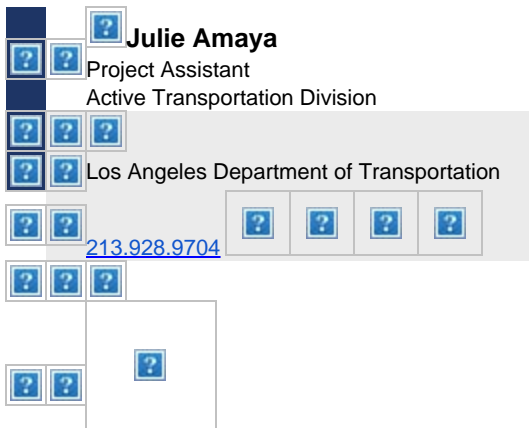 Julie Amaya
Project Assistant
Active Transportation Division
Los Angeles Department of Transportation
213.928.9704